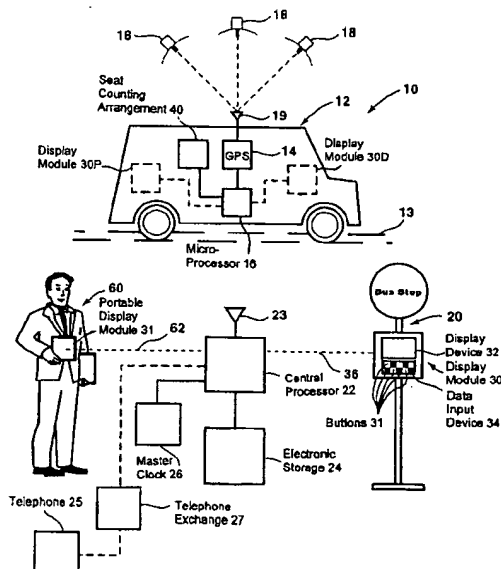 18
18
18
Seat
Counting
Arrangement 40
19
12
10
Display
Module 30P
GPS
14
Display
Module 30D
13
Micro-
Processor 16
Bus Stop
60
Portable
Display
Module 31
62
23
20
Display
Device 32
36
Display
Module 30
Central
Processor 22
Buttons 31
Data
Input
Device 34
Master
Clock 26
Electronic
Storage 24
Telephone 25
Telephone
Exchange 27